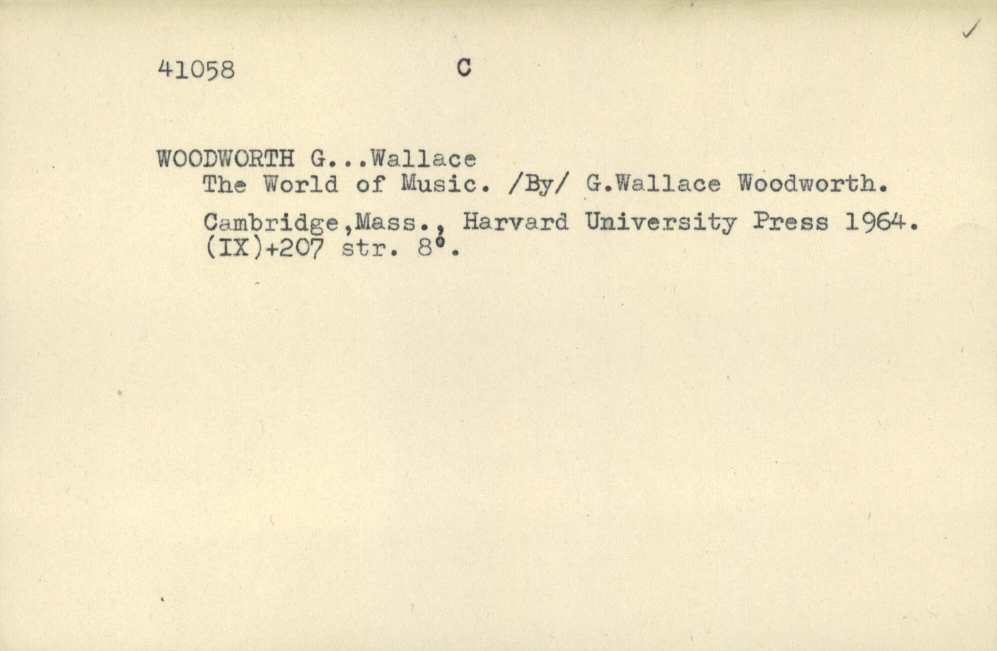 41058 C
WOODWORTH G...Wallace
The World of Music. /By/ G.Wallace Woodworth.
Cambridge,Mass., Harvard University Press 1964.
(IX)+207 str. 8°.